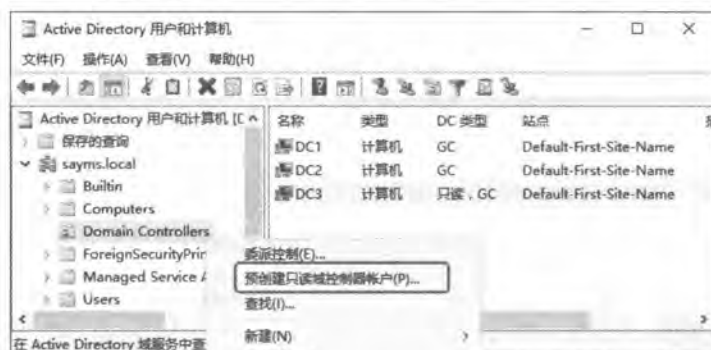 Active Directory 用户和计算机
文件(F) 操作(A) 查看(V) 帮助(H)
Active Directory 用户和计算机 [C
保存的查询
sayms.local
Builtin
Computers
Domain Controllers
ForeignSecurityPrin
Managed Service A
Users
名称 类型 DC 类型 站点
DC1 计算机 GC Default-First-Site-Name
DC2 计算机 GC Default-First-Site-Name
DC3 计算机 只读,GC Default-First-Site-Name
委派控制(E)...
预创建只读域控制器帐户(P)...
查找(I)...
新建(N)
在 Active Directory 域服务中查